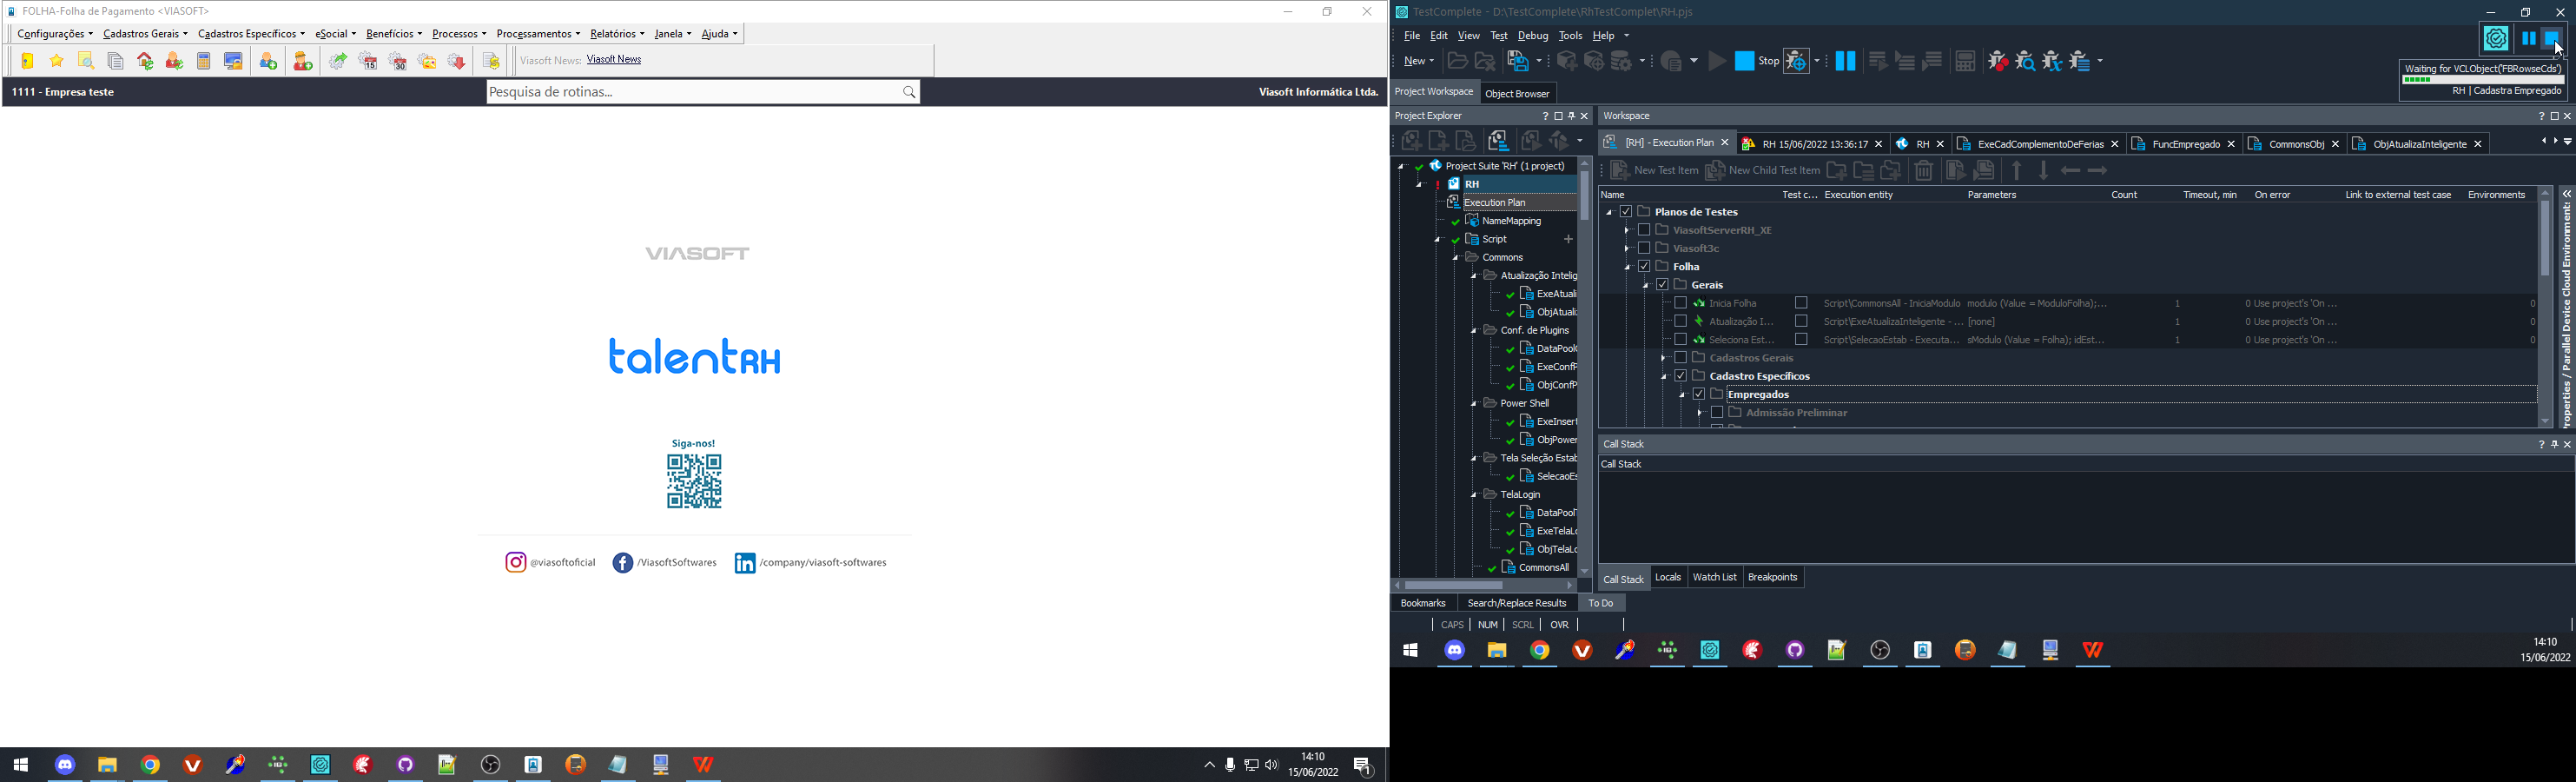 FOLHA-Folha de Pagamento <VIASOFT>
Configurações Cadastros Gerais Cadastros Específicos eSocial Benefícios Processos Processamentos Relatórios Janela Ajuda
Viasoft News: Viasoft News
1111 - Empresa teste
Pesquisa de rotinas...
Viasoft Informática Ltda.
VIASOFT
talentRH
Siga-nos!
@viasoftoficial /ViasoftSoftwares /company/viasoft-softwares
14:10
15/06/2022
TestComplete - D:\TestComplete\RhTestComplet\RH.pjs
File Edit View Test Debug Tools Help
New
Stop
Waiting for VCLObject('FBRowseCds')
RH | Cadastra Empregado
Project Workspace Object Browser
Project Explorer
Workspace
[RH] - Execution Plan RH 15/06/2022 13:36:17 RH ExeCadComplementoDeFerias FuncEmpregado CommonsObj ObjAtualizaInteligente
New Test Item New Child Test Item
Project Suite 'RH' (1 project)
RH
Execution Plan
NameMapping
Script
Commons
Atualização Intelig
ExeAtuali
ObjAtuali
Conf. de Plugins
DataPoolC
ExeConfP
ObjConfP
Power Shell
ExeInsert
ObjPower
Tela Seleção Estab
SelecaoEs
TelaLogin
DataPoolT
ExeTelaLo
ObjTelaLo
CommonsAll
Name Test c... Execution entity Parameters Count Timeout, min On error Link to external test case Environments
Planos de Testes
ViasoftServerRH_XE
Viasoft3c
Folha
Gerais
Inicia Folha Script\CommonsAll - IniciaModulo modulo (Value = ModuloFolha);... 1 0 Use project's 'On ... 0
Atualização I... Script\ExeAtualizaInteligente - ... [none] 1 0 Use project's 'On ... 0
Seleciona Est... Script\SelecaoEstab - Executa... sModulo (Value = Folha); idEst... 1 0 Use project's 'On ... 0
Cadastros Gerais
Cadastro Específicos
Empregados
Admissão Preliminar
Properties / Parallel Device Cloud Environment:
Call Stack
Call Stack
Call Stack Locals Watch List Breakpoints
Bookmarks Search/Replace Results To Do
CAPS NUM SCRL OVR
14:10
15/06/2022